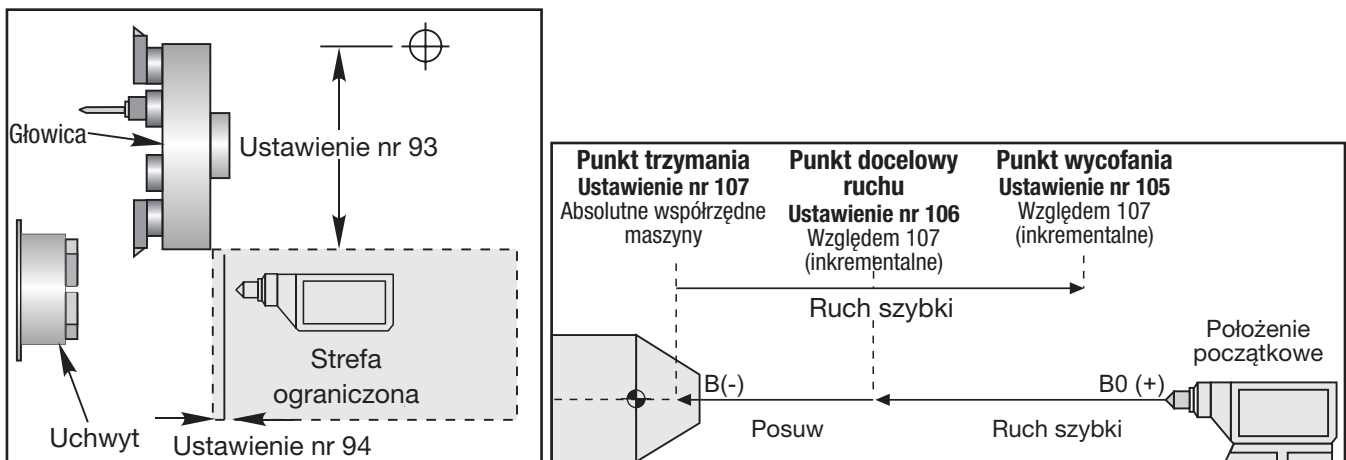 Głowica
Ustawienie nr 93
Strefa
ograniczona
Uchwyt
Ustawienie nr 94
Punkt trzymania
Ustawienie nr 107
Absolutne współrzędne
maszyny
Punkt docelowy
ruchu
Ustawienie nr 106
Względem 107
(inkrementalne)
Punkt wycofania
Ustawienie nr 105
Względem 107
(inkrementalne)
Ruch szybki
Położenie
początkowe
B(-)
B0 (+)
Posuw
Ruch szybki